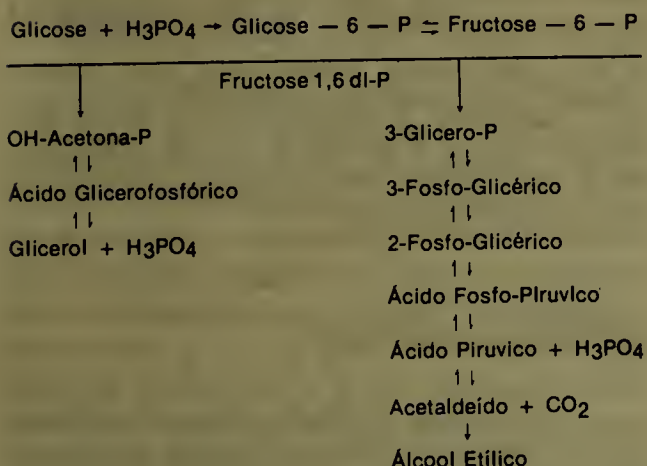 Glicose + H3PO4 → Glicose — 6 — P ⇆ Fructose — 6 — P
Fructose 1,6 di-P
OH-Acetona-P
↿⇂
Ácido Glicerofosfórico
↿⇂
Glicerol + H3PO4
3-Glicero-P
↿⇂
3-Fosfo-Glicérico
↿⇂
2-Fosfo-Glicérico
↿⇂
Ácido Fosfo-Piruvico
↿⇂
Ácido Piruvico + H3PO4
↿⇂
Acetaldeído + CO2
↓
Álcool Etílico